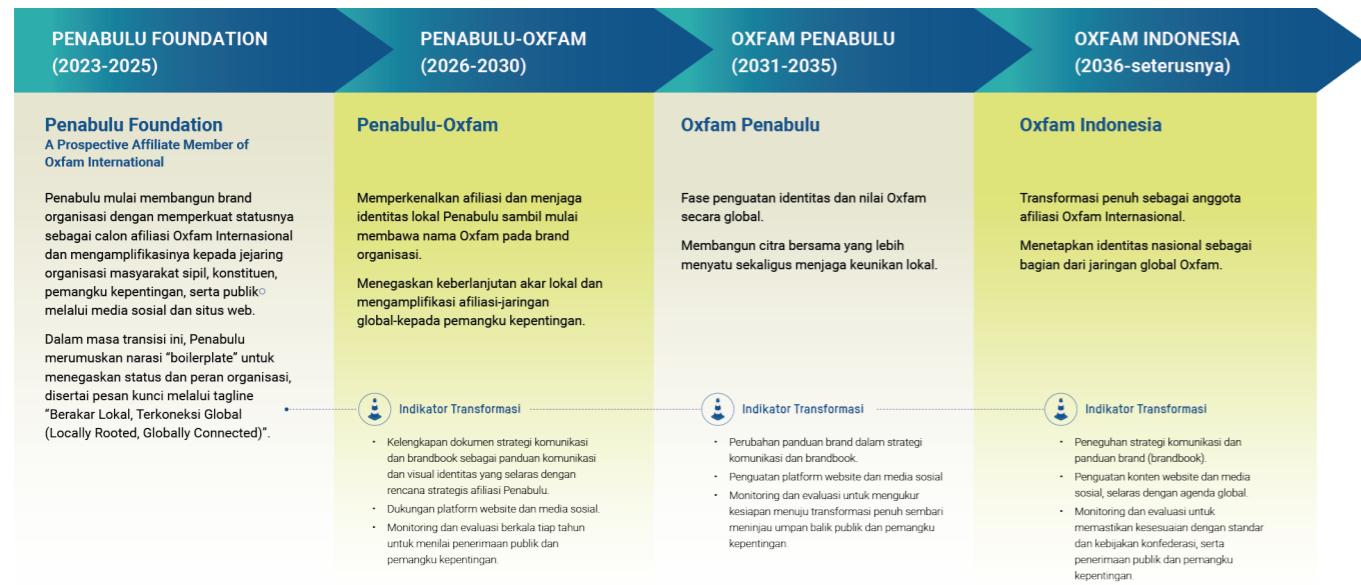 PENABULU FOUNDATION
(2023-2025)
PENABULU-OXFAM
(2026-2030)
OXFAM PENABULU
(2031-2035)
OXFAM INDONESIA
(2036-seterusnya)
Penabulu Foundation
A Prospective Affiliate Member of
Oxfam International
Penabulu mulai membangun brand
organisasi dengan memperkuat statusnya
sebagai calon afiliasi Oxfam Internasional
dan mengamplifikasinya kepada jejaring
organisasi masyarakat sipil, konstituen,
pemangku kepentingan, serta publik
melalui media sosial dan situs web.
Dalam masa transisi ini, Penabulu
merumuskan narasi “boilerplate” untuk
menegaskan status dan peran organisasi,
disertai pesan kunci melalui tagline
“Berakar Lokal, Terkoneksi Global
(Locally Rooted, Globally Connected)”.
Penabulu-Oxfam
Memperkenalkan afiliasi dan menjaga
identitas lokal Penabulu sambil mulai
membawa nama Oxfam pada brand
organisasi.
Menegaskan keberlanjutan akar lokal dan
mengamplifikasi afiliasi-jaringan
global-kepada pemangku kepentingan.
Indikator Transformasi
• Kelengkapan dokumen strategi komunikasi
dan brandbook sebagai panduan komunikasi
dan visual identitas yang selaras dengan
rencana strategis afiliasi Penabulu.
• Dukungan platform website dan media sosial.
• Monitoring dan evaluasi berkala tiap tahun
untuk menilai penerimaan publik dan
pemangku kepentingan.
Oxfam Penabulu
Fase penguatan identitas dan nilai Oxfam
secara global.
Membangun citra bersama yang lebih
menyatu sekaligus menjaga keunikan lokal.
Indikator Transformasi
• Perubahan panduan brand dalam strategi
komunikasi dan brandbook.
• Penguatan platform website dan media sosial
• Monitoring dan evaluasi untuk mengukur
kesiapan menuju transformasi penuh sembari
meninjau umpan balik publik dan pemangku
kepentingan.
Oxfam Indonesia
Transformasi penuh sebagai anggota
afiliasi Oxfam Internasional.
Menetapkan identitas nasional sebagai
bagian dari jaringan global Oxfam.
Indikator Transformasi
• Peneguhan strategi komunikasi dan
panduan brand (brandbook).
• Penguatan konten website dan media
sosial, selaras dengan agenda global.
• Monitoring dan evaluasi untuk
memastikan kesesuaian dengan standar
dan kebijakan konfederasi, serta
penerimaan publik dan pemangku
kepentingan.